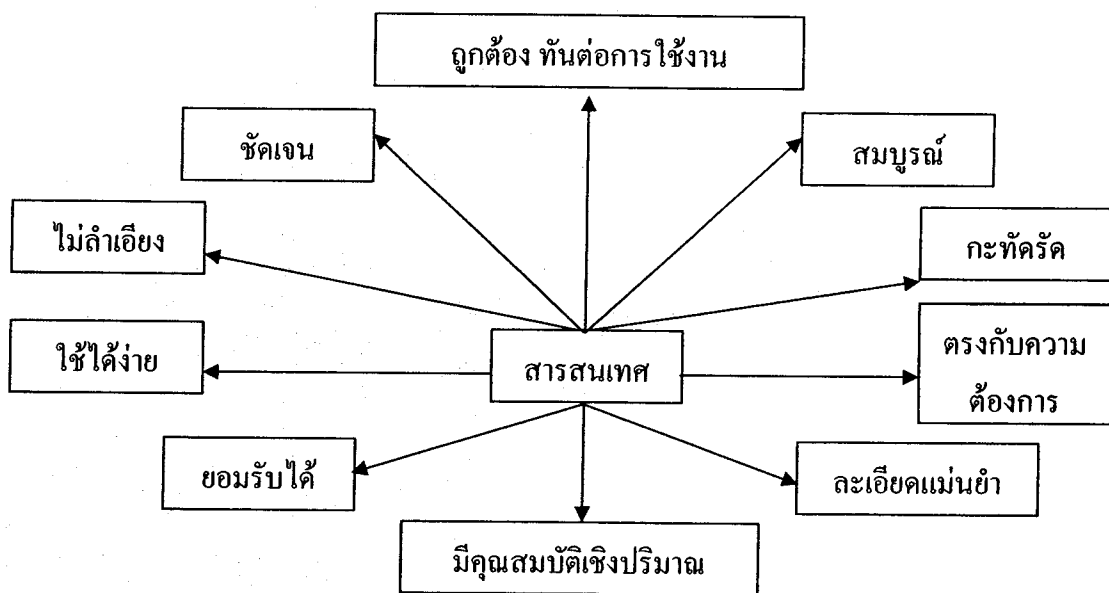 ถูกต้อง ทันต่อการใช้งาน
ชัดเจน
สมบูรณ์
ไม่ลำเอียง
กะทัดรัด
ใช้ได้ง่าย
สารสนเทศ
ตรงกับความ
ต้องการ
ยอมรับได้
ละเอียดแม่นยำ
มีคุณสมบัติเชิงปริมาณ